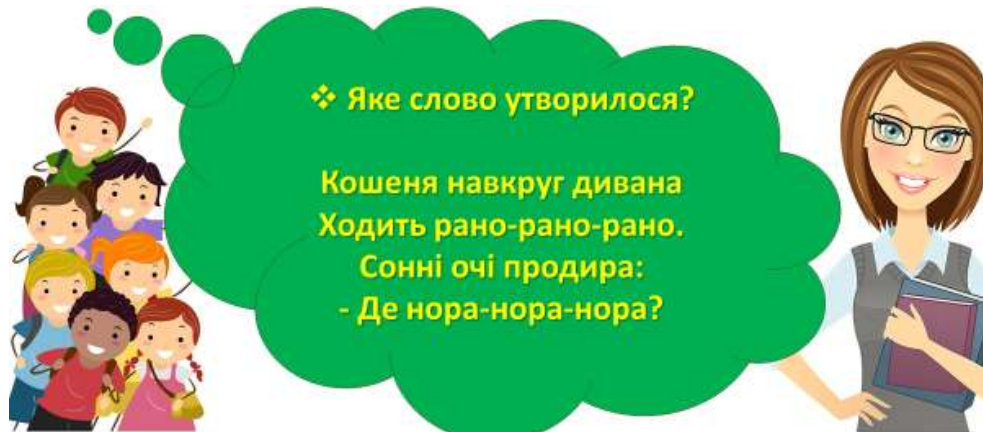 ❖ Яке слово утворилося?
Кошеня навкруг дивана
Ходить рано-рано-рано.
Сонні очі продира:
- Де нора-нора-нора?